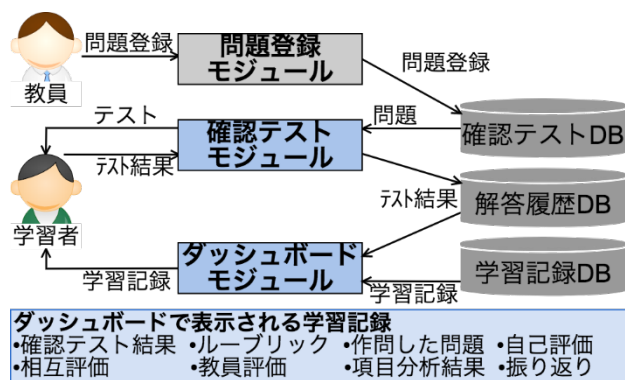 問題登録
問題登録
モジュール
問題登録
教員
テスト
問題
確認テスト
モジュール
確認テストDB
テスト結果
テスト結果
解答履歴DB
学習者
ダッシュボード
モジュール
学習記録
学習記録
学習記録DB
ダッシュボードで表示される学習記録
•確認テスト結果 •ルーブリック •作問した問題 •自己評価
•相互評価 •教員評価 •項目分析結果 •振り返り